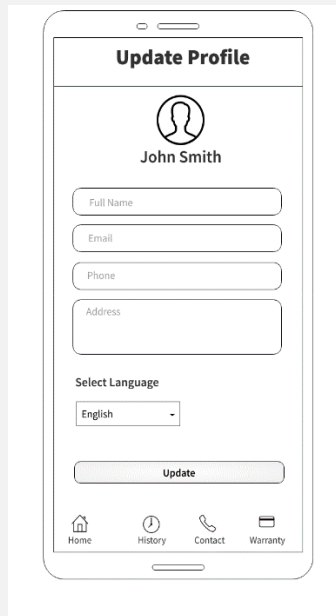 Update Profile
John Smith
Full Name
Email
Phone
Address
Select Language
English
Update
Home History Contact Warranty